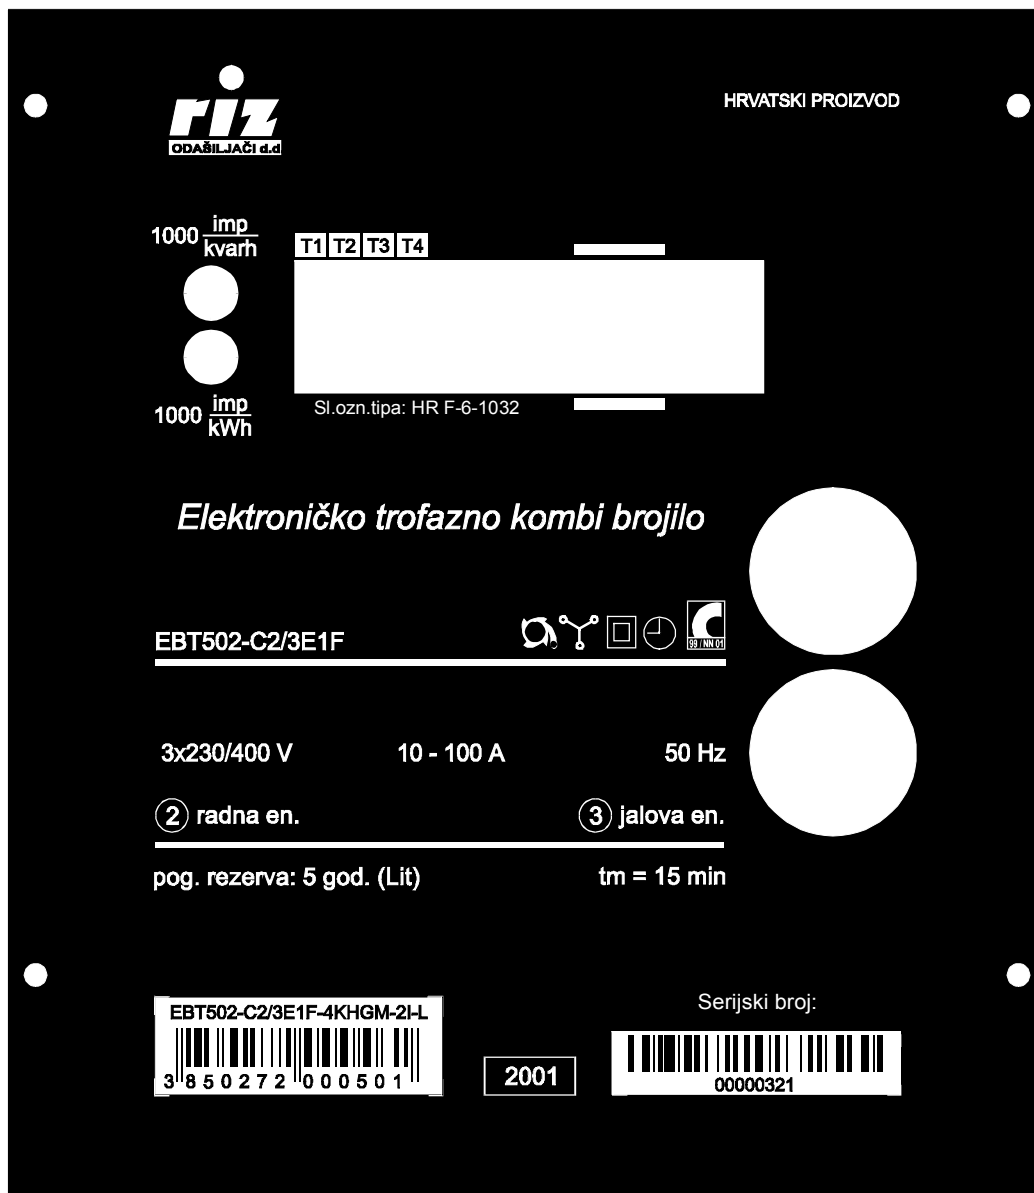 riz
ODAŠILJAČI d.d
HRVATSKI PROIZVOD
1000 imp
kvarh
T1 T2 T3 T4
1000 imp
kWh
Sl.ozn.tipa: HR F-6-1032
Elektroničko trofazno kombi brojilo
EBT502-C2/3E1F
99 / NN 01
3x230/400 V 10 - 100 A 50 Hz
2 radna en. 3 jalova en.
pog. rezerva: 5 god. (Lit) tm = 15 min
EBT502-C2/3E1F-4KHGM-2I-L
3 850272 000501
2001
Serijski broj:
00000321